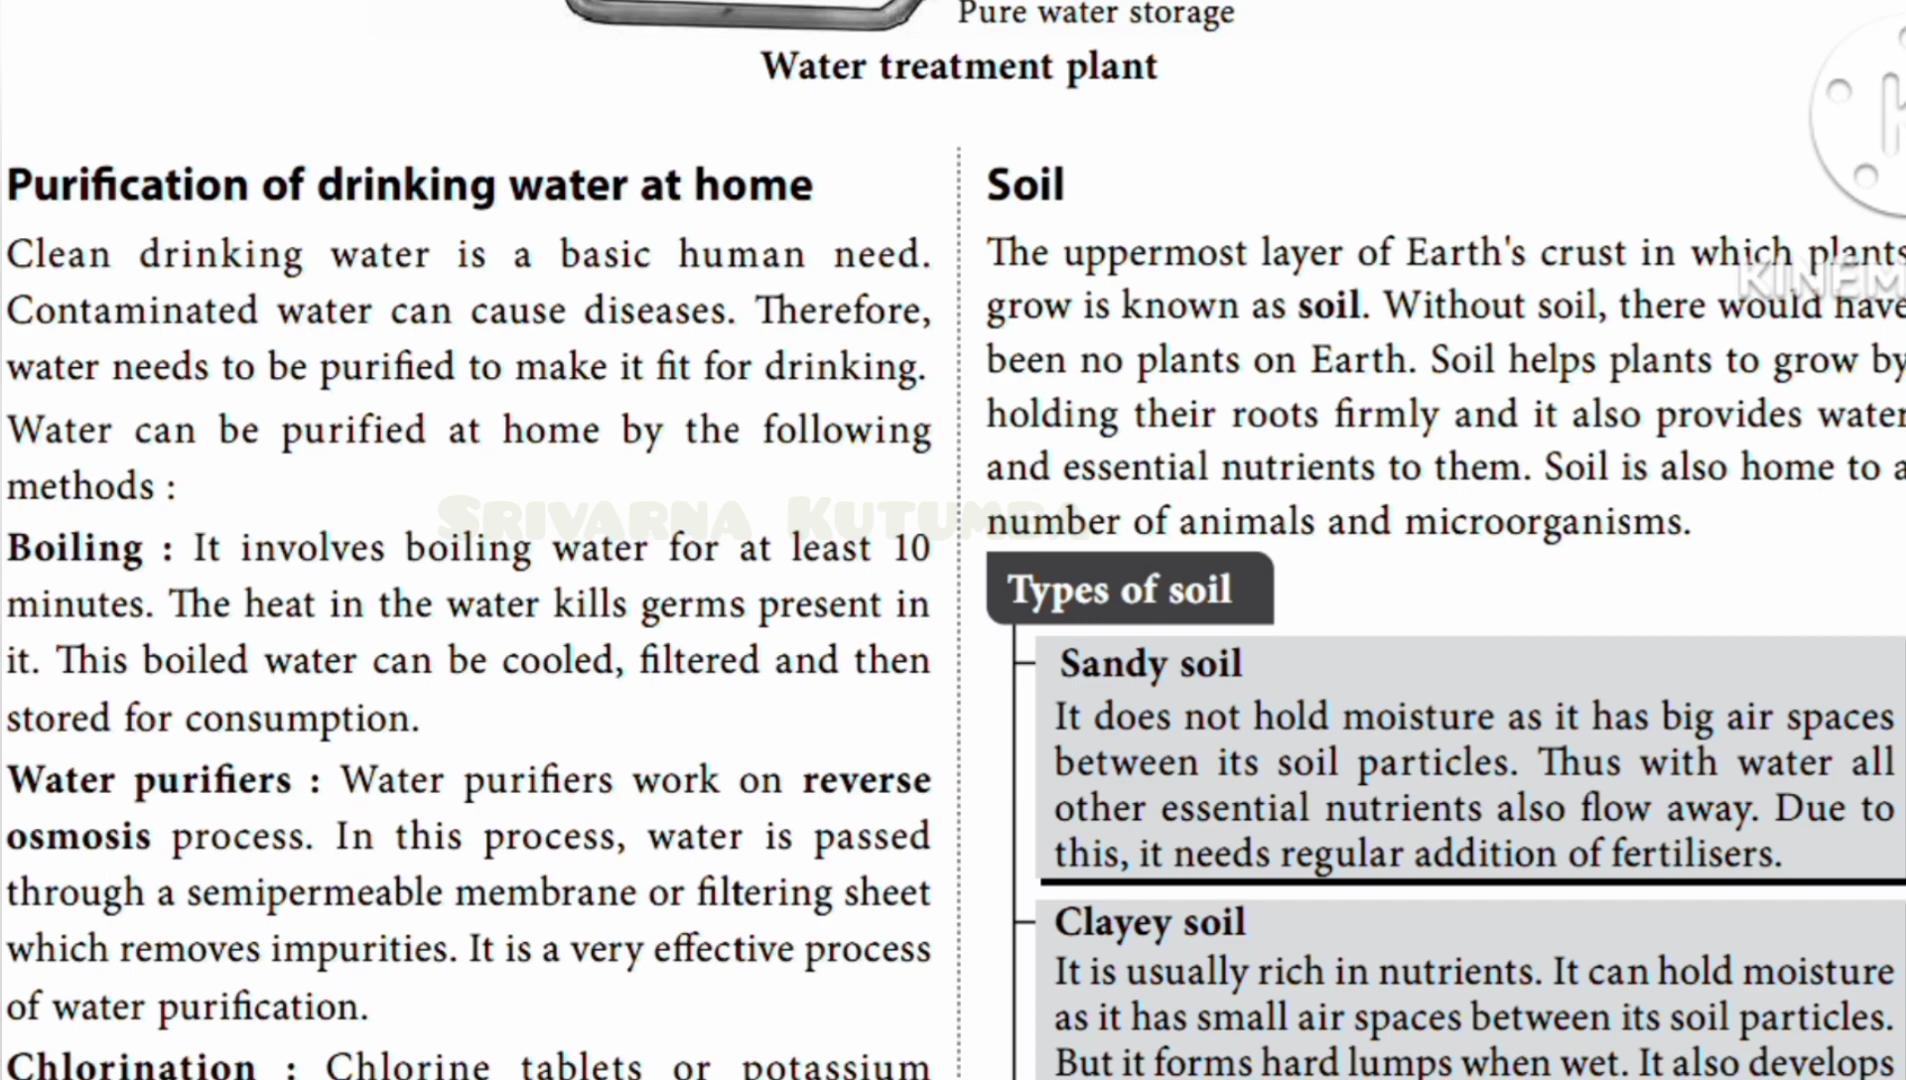 Pure water storage
Water treatment plant
Purification of drinking water at home
Clean drinking water is a basic human need.
Contaminated water can cause diseases. Therefore,
water needs to be purified to make it fit for drinking.
Water can be purified at home by the following
methods :
Boiling : It involves boiling water for at least 10
minutes. The heat in the water kills germs present in
it. This boiled water can be cooled, filtered and then
stored for consumption.
Water purifiers : Water purifiers work on reverse
osmosis process. In this process, water is passed
through a semipermeable membrane or filtering sheet
which removes impurities. It is a very effective process
of water purification.
Chlorination : Chlorine tablets or potassium
Soil
The uppermost layer of Earth's crust in which plants
grow is known as soil. Without soil, there would have
been no plants on Earth. Soil helps plants to grow by
holding their roots firmly and it also provides water
and essential nutrients to them. Soil is also home to a
number of animals and microorganisms.
Types of soil
Sandy soil
It does not hold moisture as it has big air spaces
between its soil particles. Thus with water all
other essential nutrients also flow away. Due to
this, it needs regular addition of fertilisers.
Clayey soil
It is usually rich in nutrients. It can hold moisture
as it has small air spaces between its soil particles.
But it forms hard lumps when wet. It also develops
SRIVARNA KUTUMBA
KINEM
K